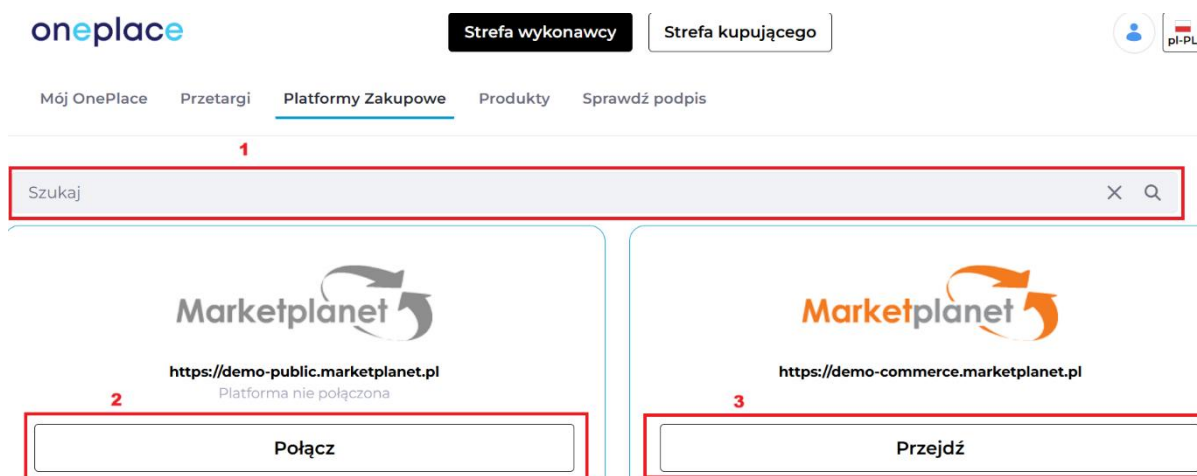 oneplace
Strefa wykonawcy Strefa kupującego pl-PL
Mój OnePlace Przetargi Platformy Zakupowe Produkty Sprawdź podpis
1
Szukaj
Marketplanet Marketplanet
https://demo-public.marketplanet.pl https://demo-commerce.marketplanet.pl
Platforma nie połączona
2 3
Połącz Przejdź